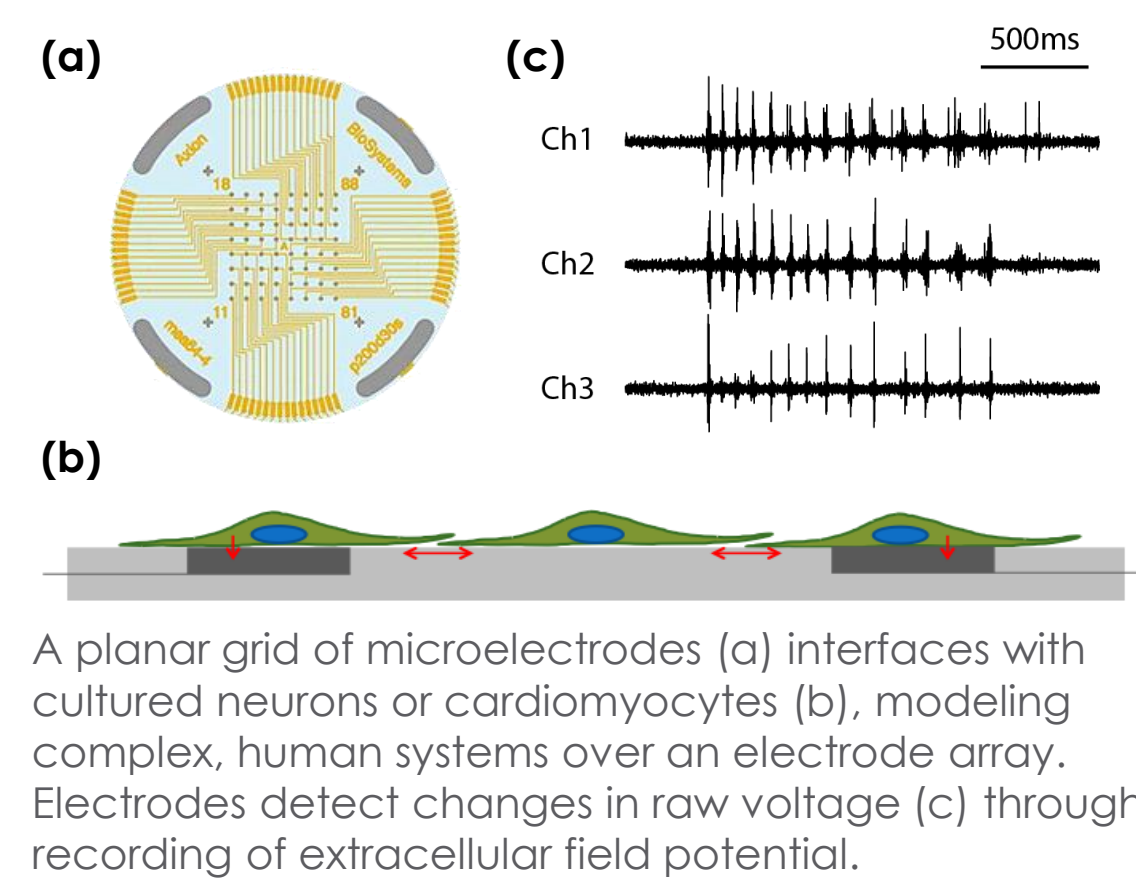 (a)
Axion
BioSystems
18
88
A
11
81
mea64-4
p200d30s
(c)
500ms
Ch1
Ch2
Ch3
(b)
A planar grid of microelectrodes (a) interfaces with
cultured neurons or cardiomyocytes (b), modeling
complex, human systems over an electrode array.
Electrodes detect changes in raw voltage (c) through
recording of extracellular field potential.